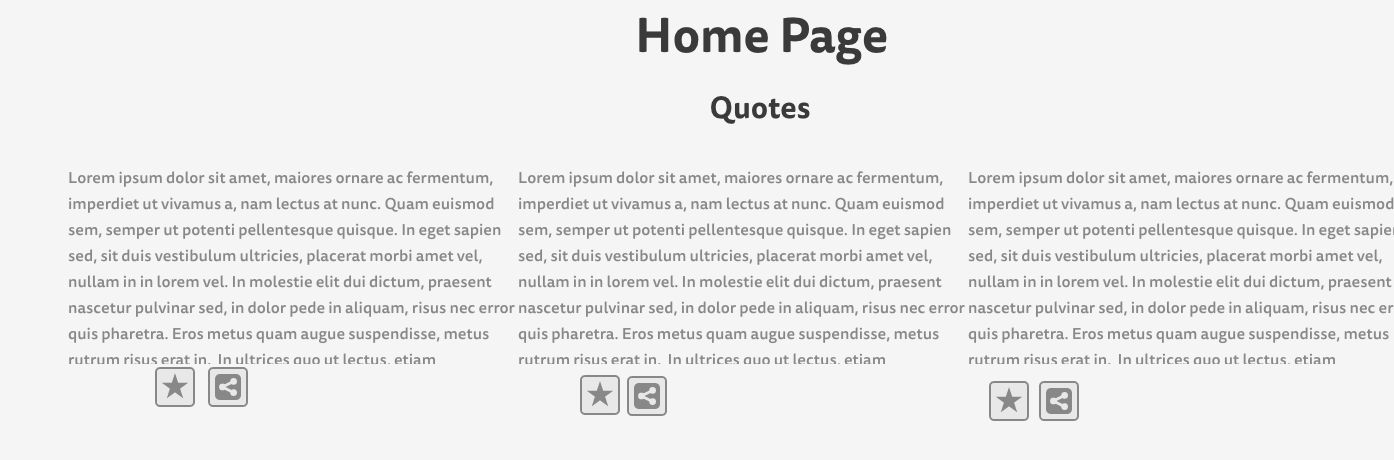 Home Page
Quotes
Lorem ipsum dolor sit amet, maiores ornare ac fermentum,
imperdiet ut vivamus a, nam lectus at nunc. Quam euismod
sem, semper ut potenti pellentesque quisque. In eget sapien
sed, sit duis vestibulum ultricies, placerat morbi amet vel,
nullam in in lorem vel. In molestie elit dui dictum, praesent
nascetur pulvinar sed, in dolor pede in aliquam, risus nec error
quis pharetra. Eros metus quam augue suspendisse, metus
rutrum risus erat in. In ultrices quo ut lectus, etiam
Lorem ipsum dolor sit amet, maiores ornare ac fermentum,
imperdiet ut vivamus a, nam lectus at nunc. Quam euismod
sem, semper ut potenti pellentesque quisque. In eget sapien
sed, sit duis vestibulum ultricies, placerat morbi amet vel,
nullam in in lorem vel. In molestie elit dui dictum, praesent
nascetur pulvinar sed, in dolor pede in aliquam, risus nec error
quis pharetra. Eros metus quam augue suspendisse, metus
rutrum risus erat in. In ultrices quo ut lectus, etiam
Lorem ipsum dolor sit amet, maiores ornare ac fermentum,
imperdiet ut vivamus a, nam lectus at nunc. Quam euismod
sem, semper ut potenti pellentesque quisque. In eget sapien
sed, sit duis vestibulum ultricies, placerat morbi amet vel,
nullam in in lorem vel. In molestie elit dui dictum, praesent
nascetur pulvinar sed, in dolor pede in aliquam, risus nec er
quis pharetra. Eros metus quam augue suspendisse, metus
rutrum risus erat in. In ultrices quo ut lectus, etiam